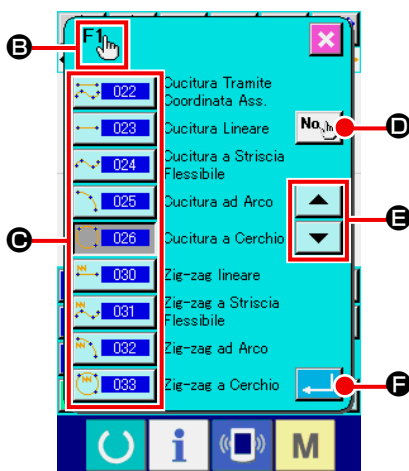 B
F1
022 Cucitura Tramite
Coordinata Ass.
023 Cucitura Lineare
No.
D
024 Cucitura a Striscia
Flessibile
025 Cucitura ad Arco
E
C
026 Cucitura a Cerchio
030 Zig-zag lineare
031 Zig-zag a Striscia
Flessibile
032 Zig-zag ad Arco
033 Zig-zag a Cerchio
F
i
M